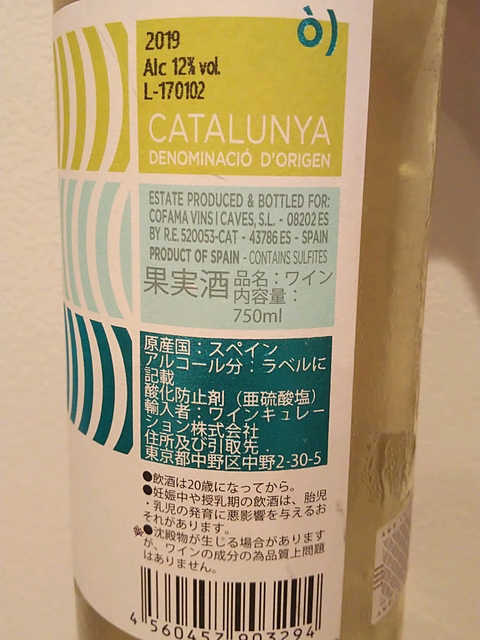 ò)
2019
Alc 12% vol.
L-170102
CATALUNYA
DENOMINACIÓ D'ORIGEN
ESTATE PRODUCED & BOTTLED FOR:
COFAMA VINS I CAVES, S.L. - 08202 ES
BY R.E. 520053-CAT - 43786 ES - SPAIN
PRODUCT OF SPAIN - CONTAINS SULFITES
果実酒 品名：ワイン
内容量：
750ml
原産国：スペイン
アルコール分：ラベルに
記載
酸化防止剤（亜硫酸塩）
輸入者：ワインキュレー
ション株式会社
住所及び引取先：
東京都中野区中野2-30-5
●飲酒は20歳になってから。
●妊娠中や授乳期の飲酒は、胎児
・乳児の発育に悪影響を与えるお
それがあります。
●沈殿物が生じる場合があります
が、ワインの成分の為品質上問題
はありません。
4 560457 903294